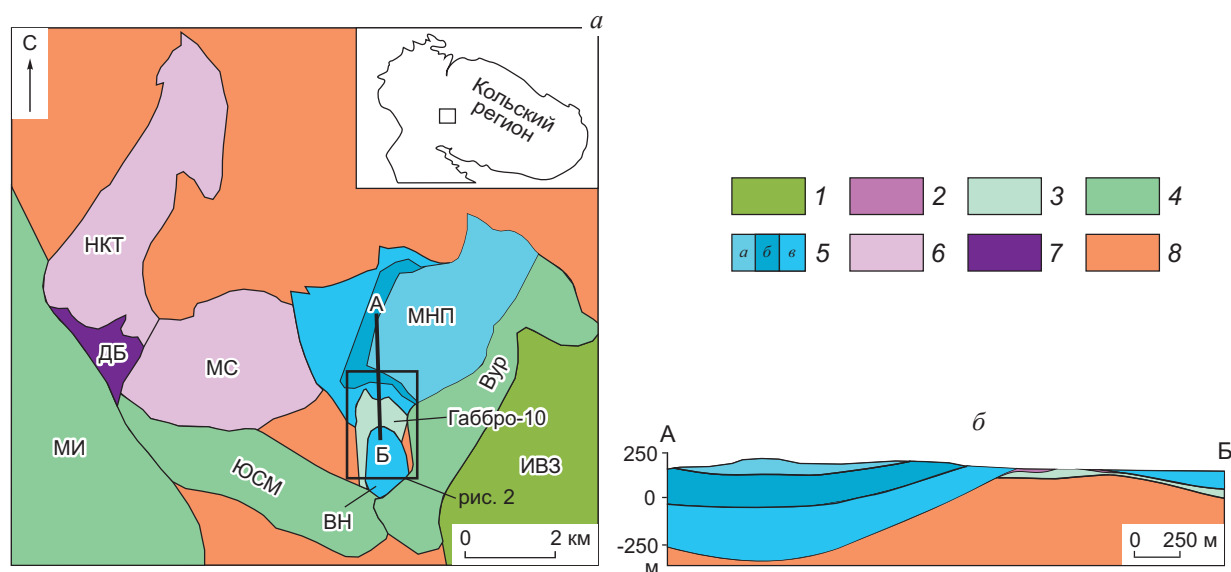 а
С
Кольский
регион
НКТ
А
МНП
ДБ
МС
Вур
Габбро-10
Б
МИ
ЮСМ
ИВЗ
рис. 2
ВН
0 2 км
1 2 3 4
а б в 5 6 7 8
б
А Б
250
0
-250
м
0 250 м